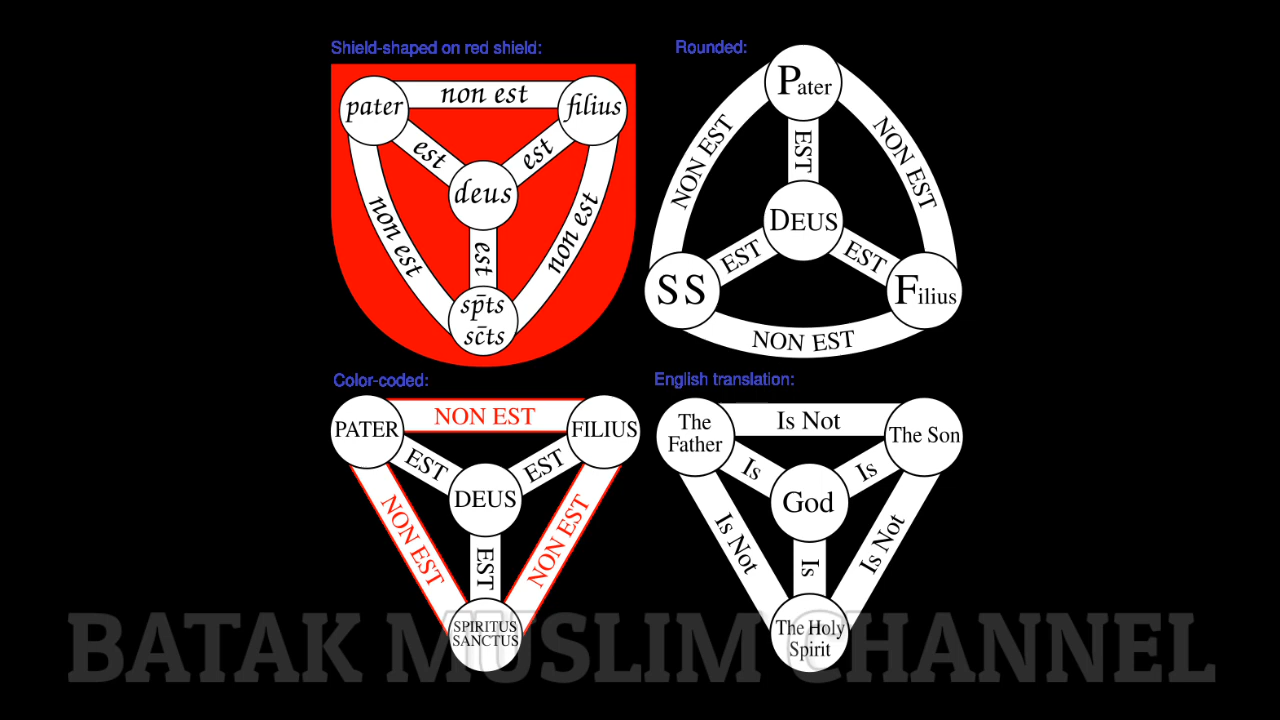 Shield-shaped on red shield:
pater
non est
filius
est
est
deus
non est
est
non est
sp̄ts
sc̄ts
Rounded:
Pater
NON EST
EST
NON EST
DEUS
EST
EST
SS
Filius
NON EST
Color-coded:
PATER
NON EST
FILIUS
EST
EST
DEUS
NON EST
EST
NON EST
SPIRITUS
SANCTUS
English translation:
The
Father
Is Not
The Son
Is
Is
God
Is Not
Is
Is Not
The Holy
Spirit
BATAK MUSLIM CHANNEL